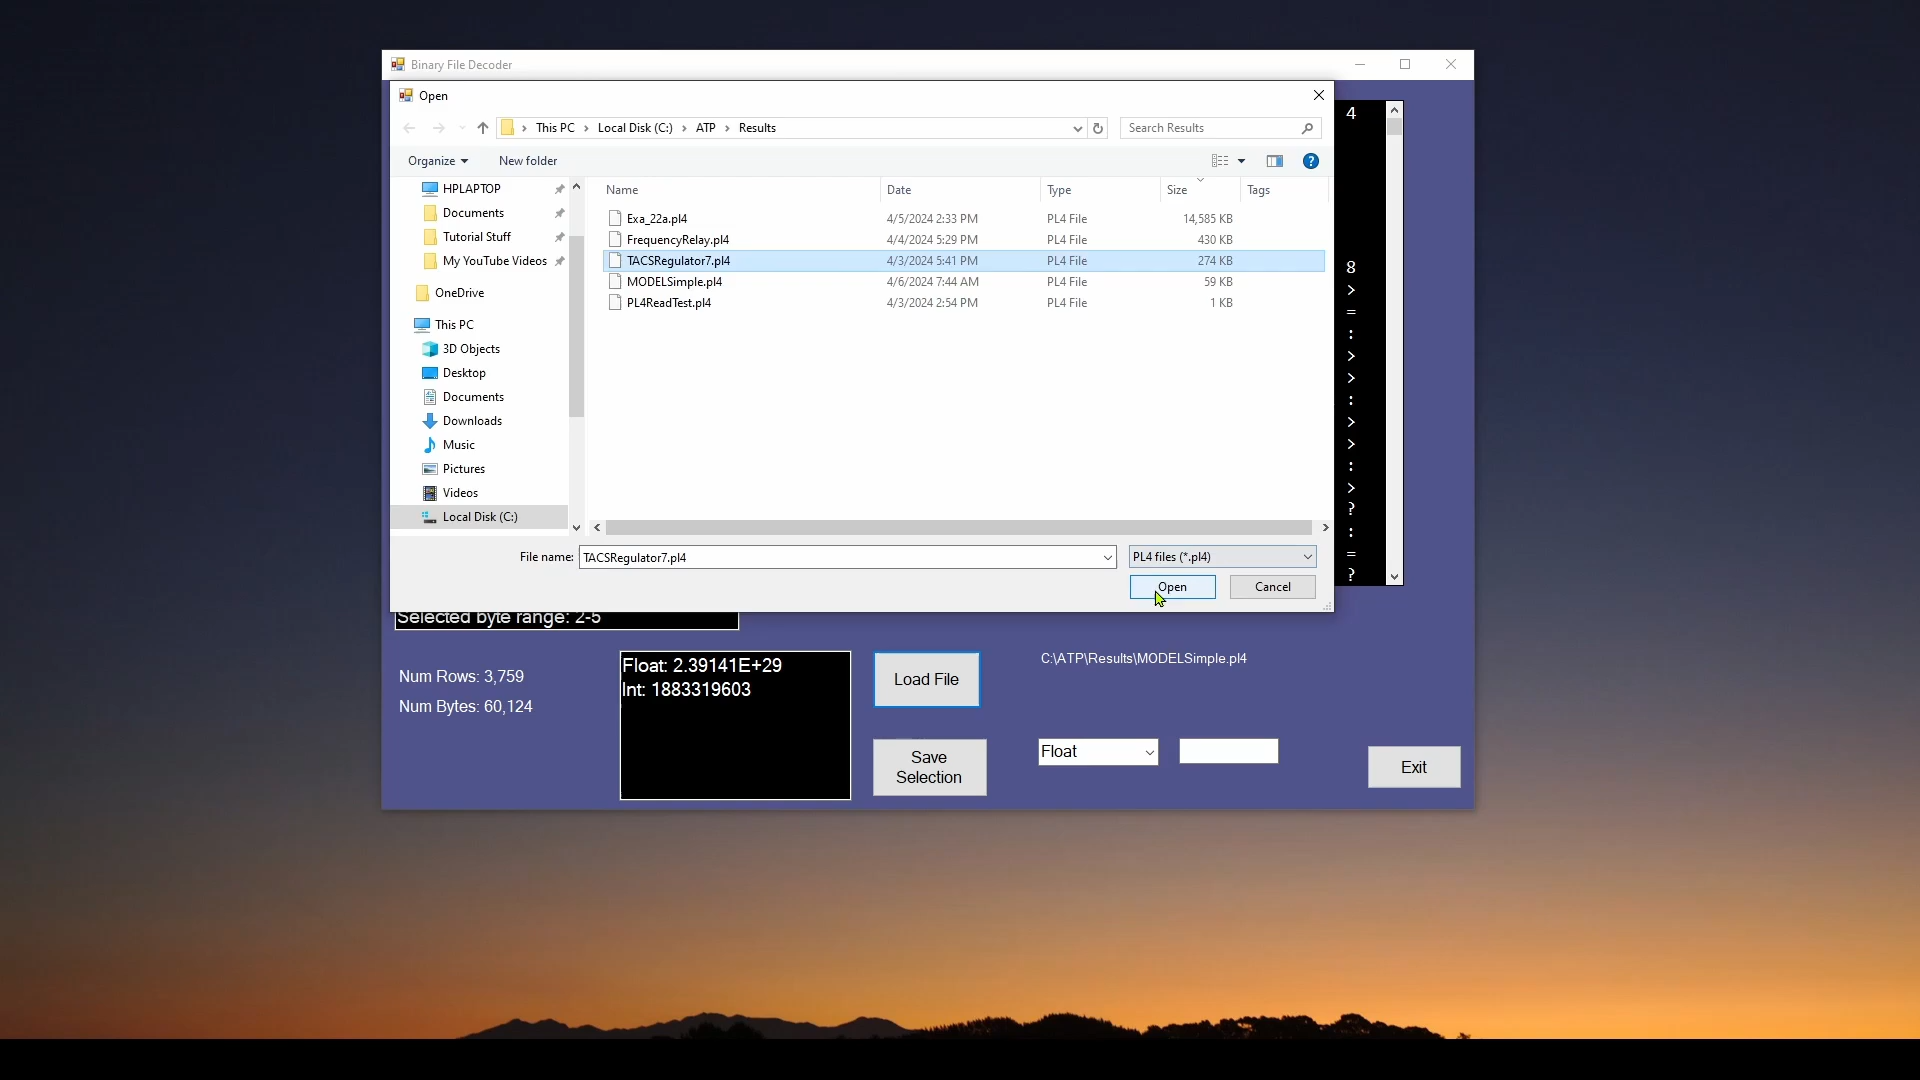 Binary File Decoder
Open
This PC > Local Disk (C:) > ATP > Results
Search Results
Organize
New folder
HPLAPTOP
Documents
Tutorial Stuff
My YouTube Videos
OneDrive
This PC
3D Objects
Desktop
Documents
Downloads
Music
Pictures
Videos
Local Disk (C:)
Name Date Type Size Tags
Exa_22a.pl4 4/5/2024 2:33 PM PL4 File 14,585 KB
FrequencyRelay.pl4 4/4/2024 5:29 PM PL4 File 430 KB
TACSRegulator7.pl4 4/3/2024 5:41 PM PL4 File 274 KB
MODELSimple.pl4 4/6/2024 7:44 AM PL4 File 59 KB
PL4ReadTest.pl4 4/3/2024 2:54 PM PL4 File 1 KB
4
8
>
=
:
>
>
:
>
>
:
>
?
:
=
?
File name: TACSRegulator7.pl4
PL4 files (*.pl4)
Open
Cancel
Selected byte range: 2-5
Num Rows: 3,759
Num Bytes: 60,124
Float: 2.39141E+29
Int: 1883319603
Load File
Save
Selection
C:\ATP\Results\MODELSimple.pl4
Float
Exit